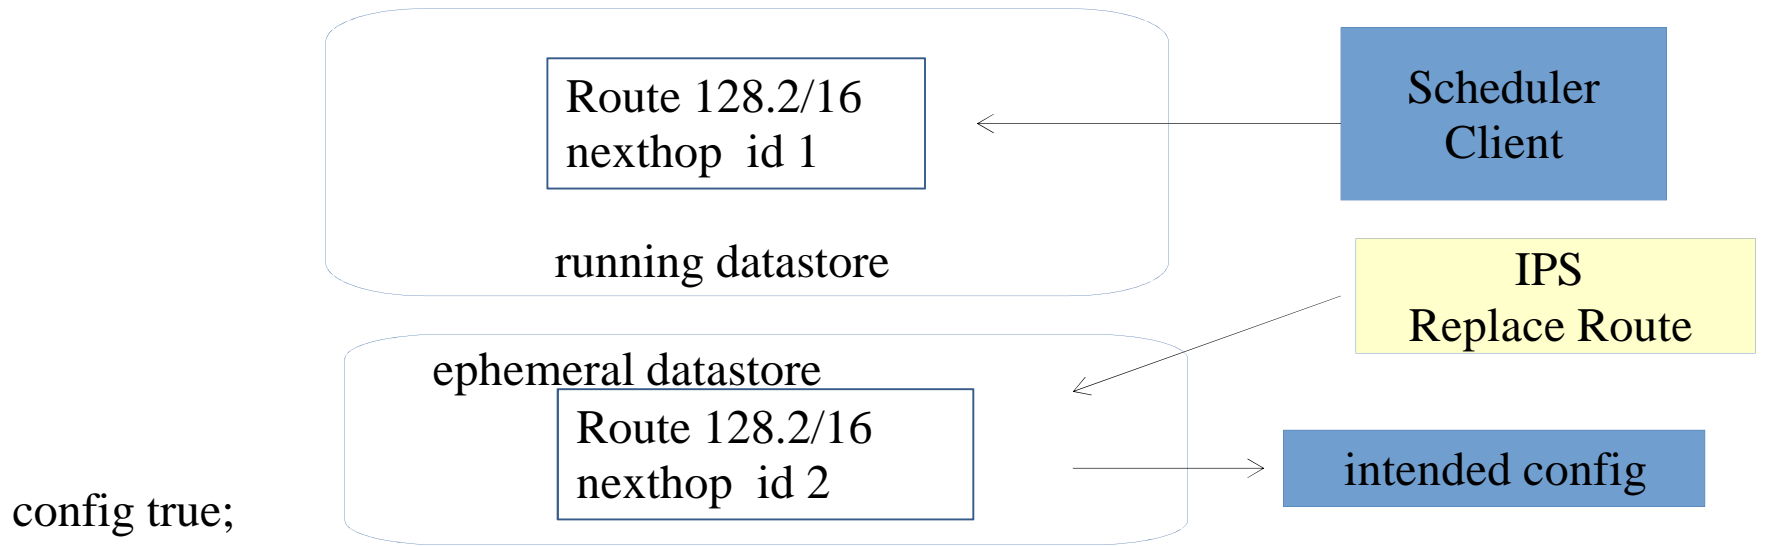 Route 128.2/16
nexthop id 1
running datastore
Scheduler
Client
IPS
Replace Route
ephemeral datastore
Route 128.2/16
nexthop id 2
intended config
config true;